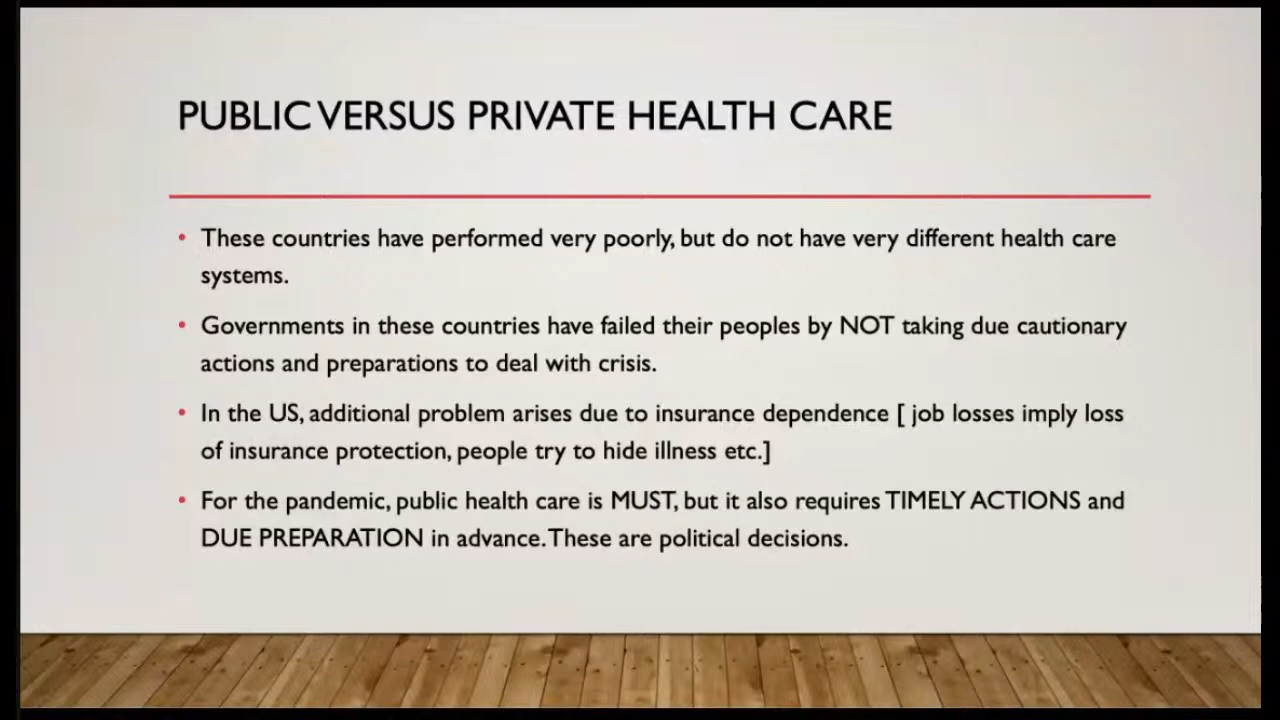 PUBLIC VERSUS PRIVATE HEALTH CARE
• These countries have performed very poorly, but do not have very different health care
systems.
• Governments in these countries have failed their peoples by NOT taking due cautionary
actions and preparations to deal with crisis.
• In the US, additional problem arises due to insurance dependence [ job losses imply loss
of insurance protection, people try to hide illness etc.]
• For the pandemic, public health care is MUST, but it also requires TIMELY ACTIONS and
DUE PREPARATION in advance. These are political decisions.